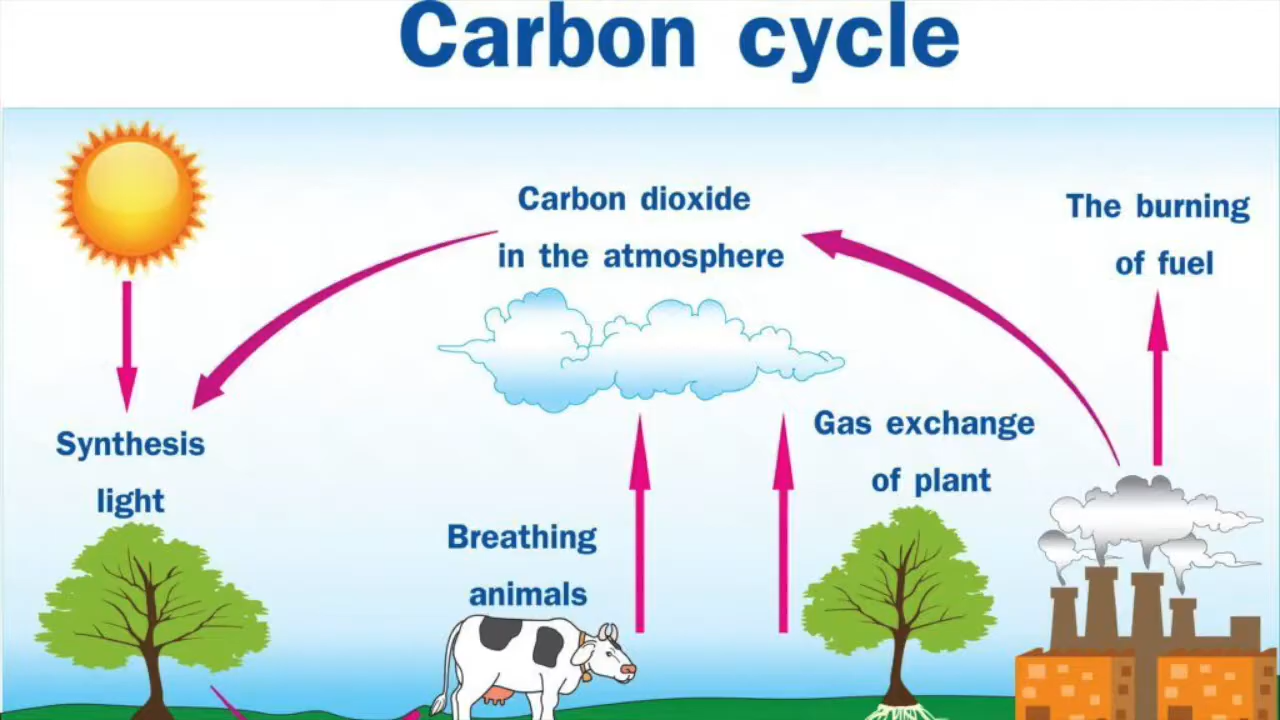 Carbon cycle
Carbon dioxide
in the atmosphere
The burning
of fuel
Synthesis
light
Gas exchange
of plant
Breathing
animals